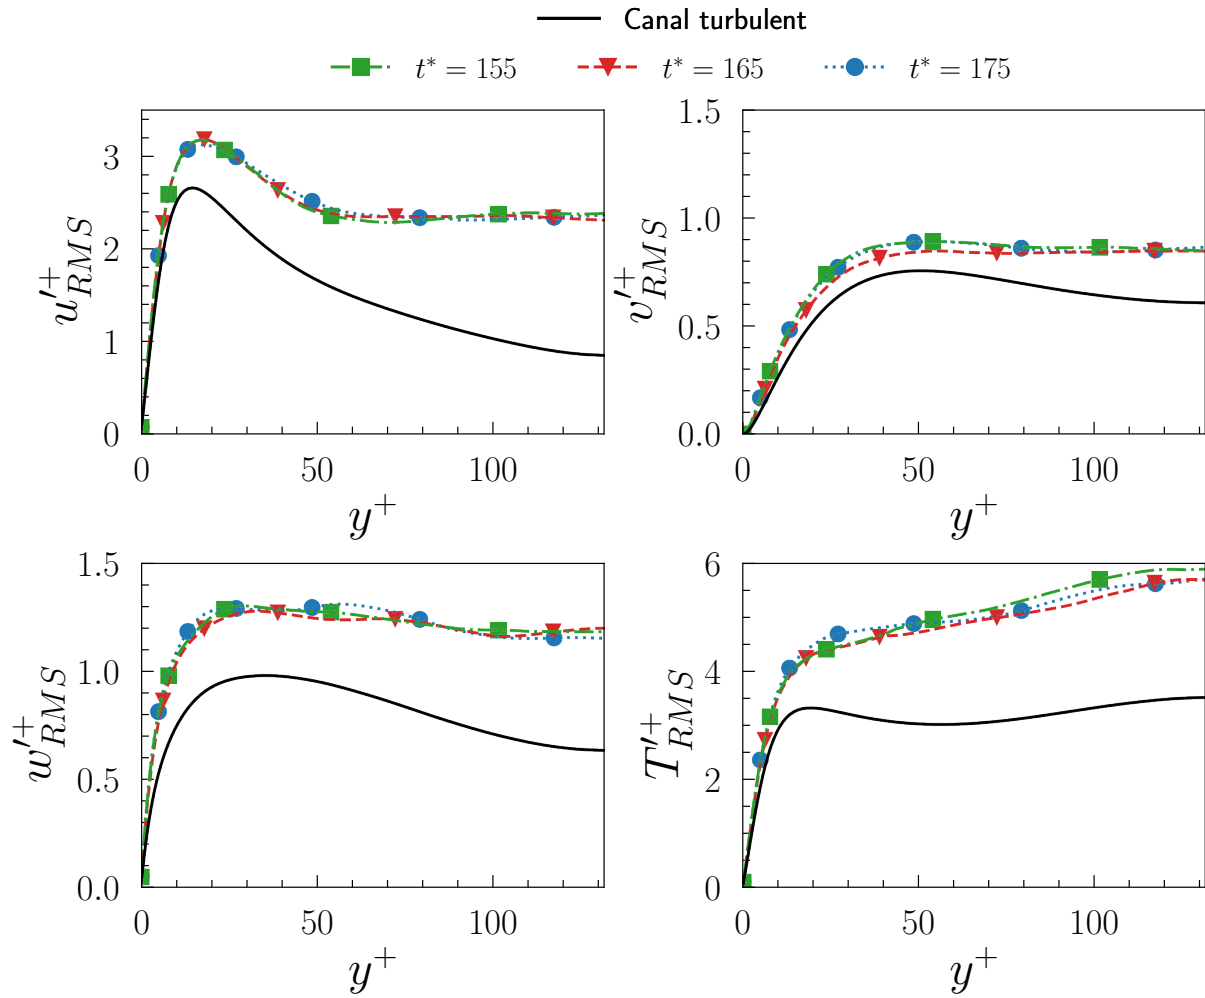 Canal turbulent
t* = 155 t* = 165 t* = 175
3
2
1
0
0 50 100
u'^+_{RMS}
y^+
1.5
1.0
0.5
0.0
0 50 100
v'^+_{RMS}
y^+
1.5
1.0
0.5
0.0
0 50 100
w'^+_{RMS}
y^+
6
4
2
0
0 50 100
T'^+_{RMS}
y^+